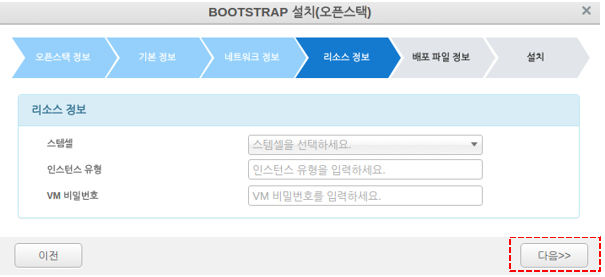 BOOTSTRAP 설치(오픈스택)
×
오픈스택 정보 기본 정보 네트워크 정보 리소스 정보 배포 파일 정보 설치
리소스 정보
스템셀 스템셀을 선택하세요.
인스턴스 유형 인스턴스 유형을 입력하세요.
VM 비밀번호 VM 비밀번호를 입력하세요.
이전 다음>>